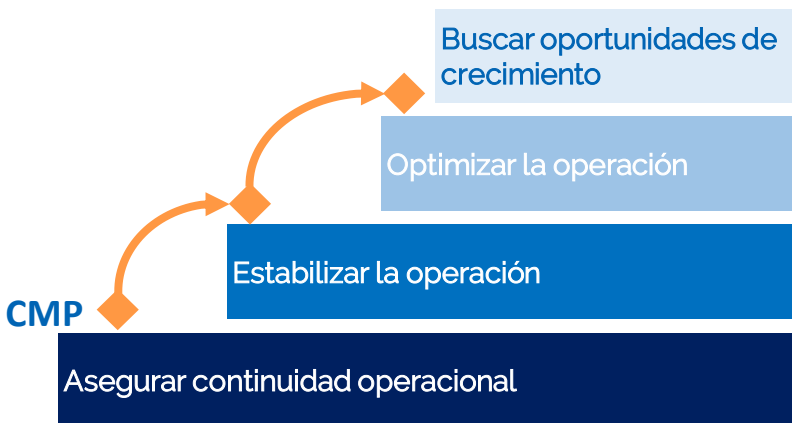 Buscar oportunidades de
crecimiento
Optimizar la operación
Estabilizar la operación
CMP
Asegurar continuidad operacional